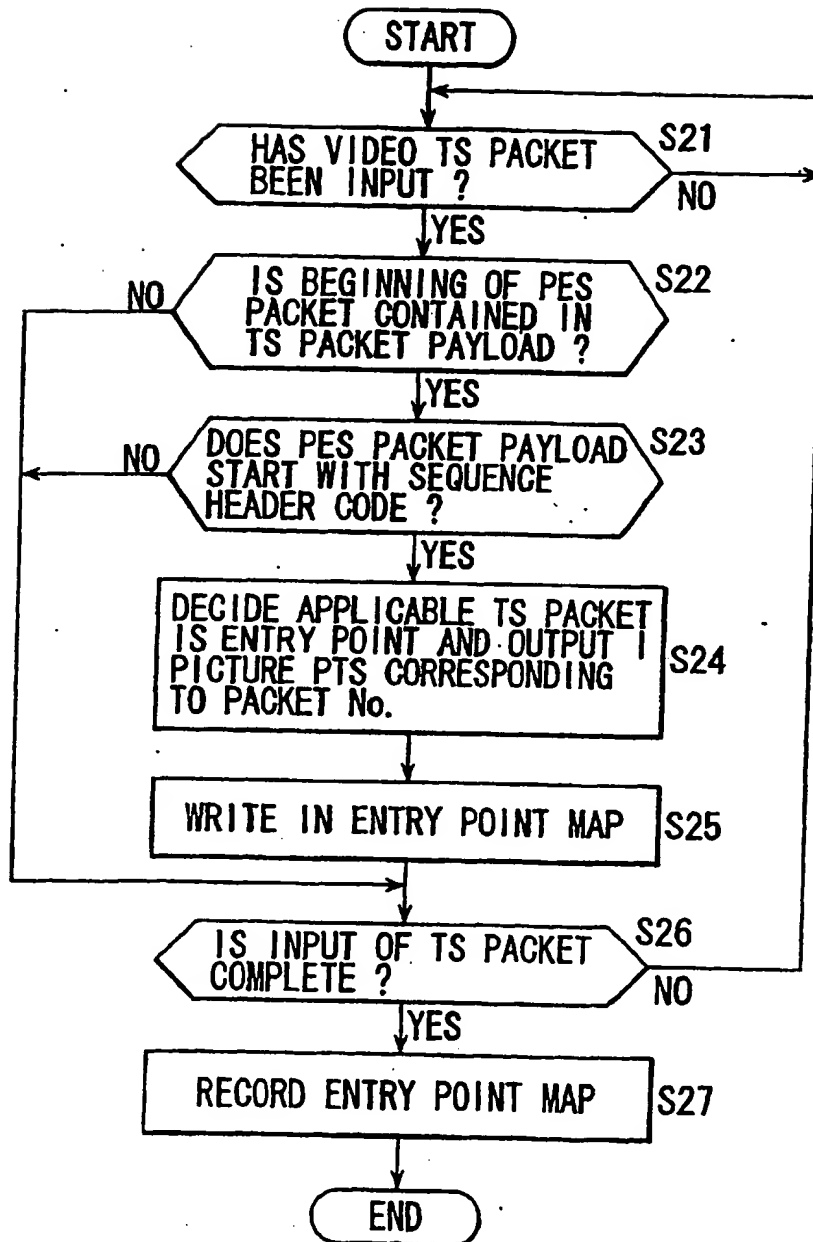 START
HAS VIDEO TS PACKET
BEEN INPUT ?
S21
NO
YES
IS BEGINNING OF PES
PACKET CONTAINED IN
TS PACKET PAYLOAD ?
S22
NO
YES
DOES PES PACKET PAYLOAD
START WITH SEQUENCE
HEADER CODE ?
S23
NO
YES
DECIDE APPLICABLE TS PACKET
IS ENTRY POINT AND OUTPUT I
PICTURE PTS CORRESPONDING
TO PACKET No.
S24
WRITE IN ENTRY POINT MAP
S25
IS INPUT OF TS PACKET
COMPLETE ?
S26
NO
YES
RECORD ENTRY POINT MAP
S27
END